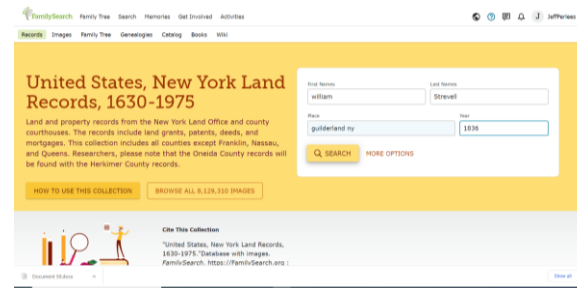 FamilySearch Family Tree Search Memories Get Involved Activities JeffPerless
Records Images Family Tree Genealogies Catalog Books Wiki
United States, New York Land Records, 1630-1975
Land and property records from the New York Land Office and county
courthouses. The records include land grants, patents, deeds, and
mortgages. This collection includes all counties except Franklin, Nassau,
and Queens. Researchers, please note that the Oneida County records will
be found with the Herkimer County
records.
HOW TO USE THIS COLLECTION
BROWSE ALL 8,129,310 IMAGES
First Names
william
Last Names
Strevell
Place
guilderland ny
Year
1836
SEARCH
MORE OPTIONS
Cite This Collection
"United States, New York Land Records,
1630-1975."Database with images.
FamilySearch. https://FamilySearch.org :
Show all